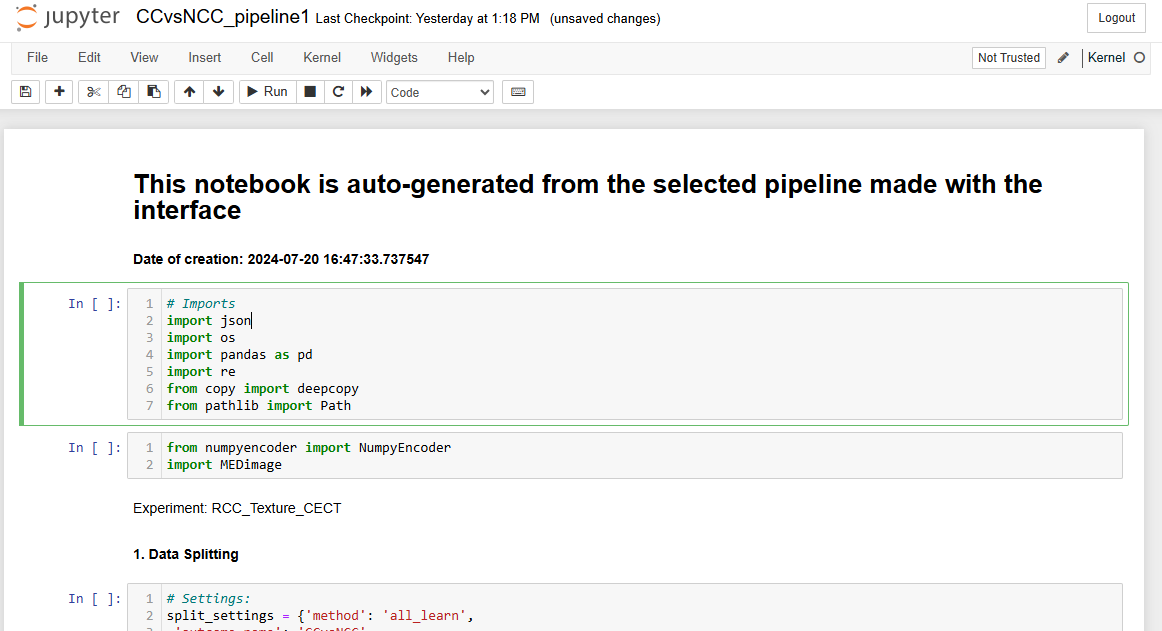 jupyter CCvsNCC_pipeline1 Last Checkpoint: Yesterday at 1:18 PM (unsaved changes) Logout
File Edit View Insert Cell Kernel Widgets Help Not Trusted Kernel
Run Code
This notebook is auto-generated from the selected pipeline made with the
interface
Date of creation: 2024-07-20 16:47:33.737547
In [ ]: 1 # Imports
2 import json
3 import os
4 import pandas as pd
5 import re
6 from copy import deepcopy
7 from pathlib import Path
In [ ]: 1 from numpyencoder import NumpyEncoder
2 import MEDimage
Experiment: RCC_Texture_CECT
1. Data Splitting
In [ ]: 1 # Settings:
2 split_settings = {'method': 'all_learn',